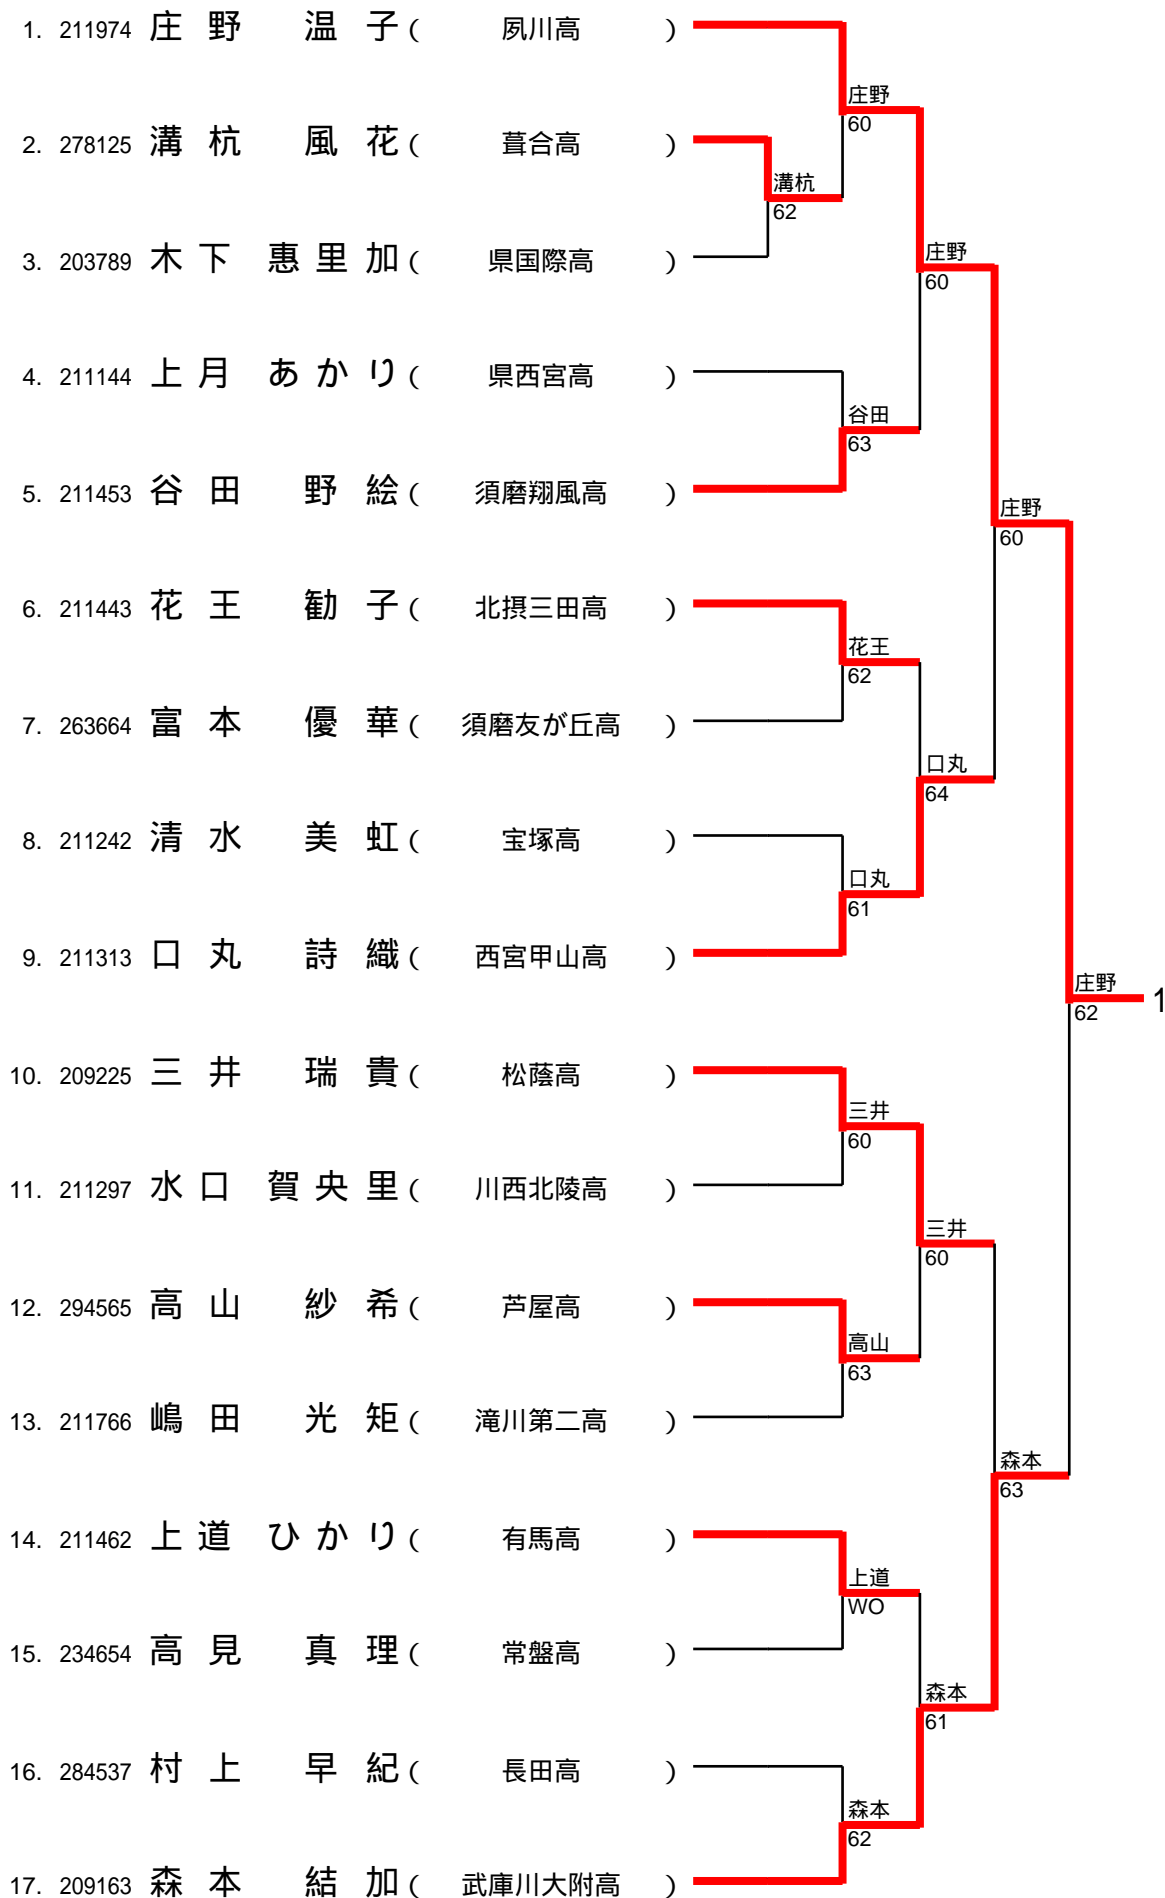 1. 211974 庄野 温子 ( 夙川高 )
庄野
60
2. 278125 溝杭 風花 ( 葺合高 )
溝杭
62
3. 203789 木下 惠里加 ( 県国際高 )
庄野
60
4. 211144 上月 あかり ( 県西宮高 )
谷田
63
5. 211453 谷田 野絵 ( 須磨翔風高 )
庄野
60
6. 211443 花王 勧子 ( 北摂三田高 )
花王
62
7. 263664 富本 優華 ( 須磨友が丘高 )
口丸
64
8. 211242 清水 美虹 ( 宝塚高 )
口丸
61
9. 211313 口丸 詩織 ( 西宮甲山高 )
庄野
62
1
10. 209225 三井 瑞貴 ( 松蔭高 )
三井
60
11. 211297 水口 賀央里 ( 川西北陵高 )
三井
60
12. 294565 高山 紗希 ( 芦屋高 )
高山
63
13. 211766 嶋田 光矩 ( 滝川第二高 )
森本
63
14. 211462 上道 ひかり ( 有馬高 )
上道
WO
15. 234654 高見 真理 ( 常盤高 )
森本
61
16. 284537 村上 早紀 ( 長田高 )
森本
62
17. 209163 森本 結加 ( 武庫川大附高 )